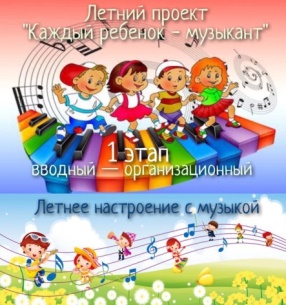 Летний проект
"Каждый ребенок - музыкант"
1 этап
вводный — организационный
Летнее настроение с музыкой